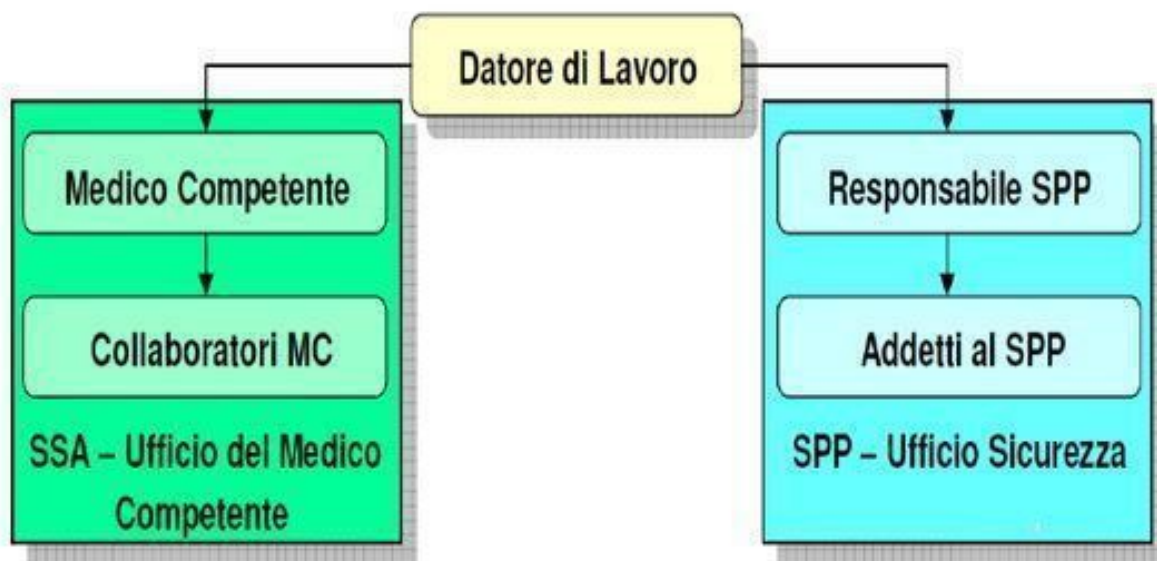 Datore di Lavoro
Medico Competente
Collaboratori MC
SSA – Ufficio del Medico
Competente
Responsabile SPP
Addetti al SPP
SPP – Ufficio Sicurezza